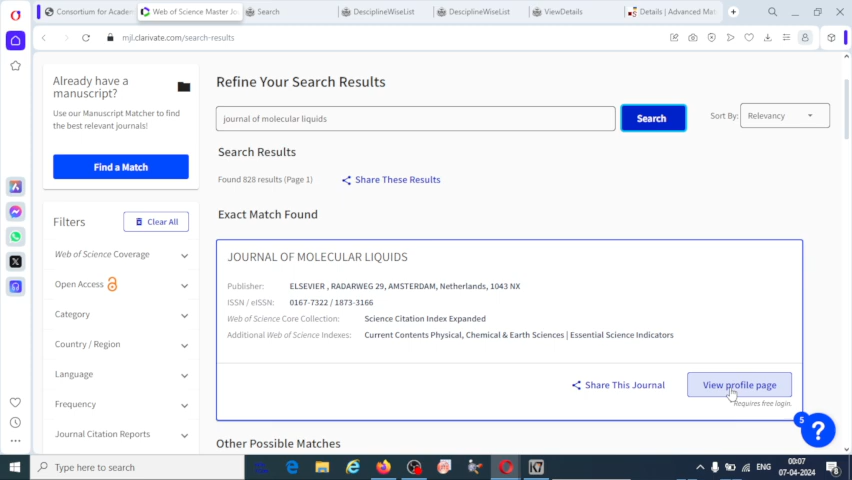 Consortium for Acader
Web of Science Master Jo
Search
DesciplineWiseList
DesciplineWiseList
ViewDetails
Details | Advanced Mat
mjl.clarivate.com/search-results
Already have a
manuscript?
Use our Manuscript Matcher to find
the best relevant journals!
Find a Match
Filters
Clear All
Web of Science Coverage
Open Access
Category
Country / Region
Language
Frequency
Journal Citation Reports
Refine Your Search Results
journal of molecular liquids
Search
Sort By:
Relevancy
Search Results
Found 828 results (Page 1)
Share These Results
Exact Match Found
JOURNAL OF MOLECULAR LIQUIDS
Publisher: ELSEVIER , RADARWEG 29, AMSTERDAM, Netherlands, 1043 NX
ISSN / eISSN: 0167-7322 / 1873-3166
Web of Science Core Collection: Science Citation Index Expanded
Additional Web of Science Indexes: Current Contents Physical, Chemical & Earth Sciences | Essential Science Indicators
Share This Journal
View profile page
Requires free login.
5
?
Other Possible Matches
Type here to search
K7
ENG
00:07
07-04-2024
8